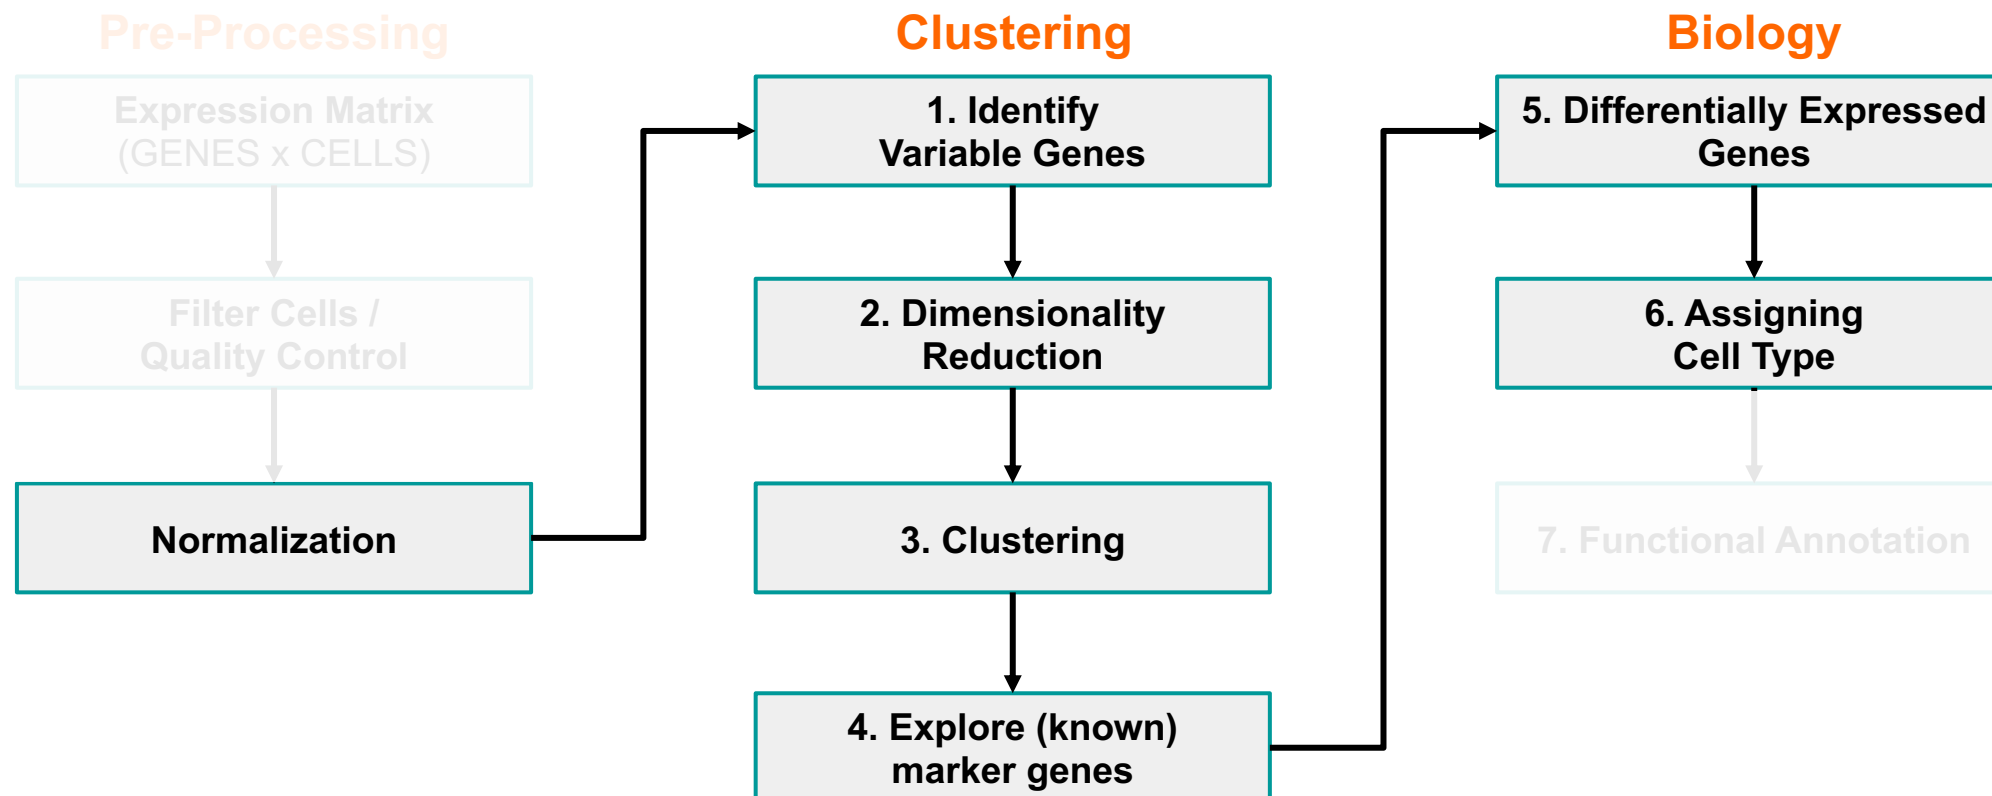 Pre-Processing
Expression Matrix
(GENES x CELLS)
Filter Cells /
Quality Control
Normalization
Clustering
1. Identify
Variable Genes
2. Dimensionality
Reduction
3. Clustering
4. Explore (known)
marker genes
Biology
5. Differentially Expressed
Genes
6. Assigning
Cell Type
7. Functional Annotation